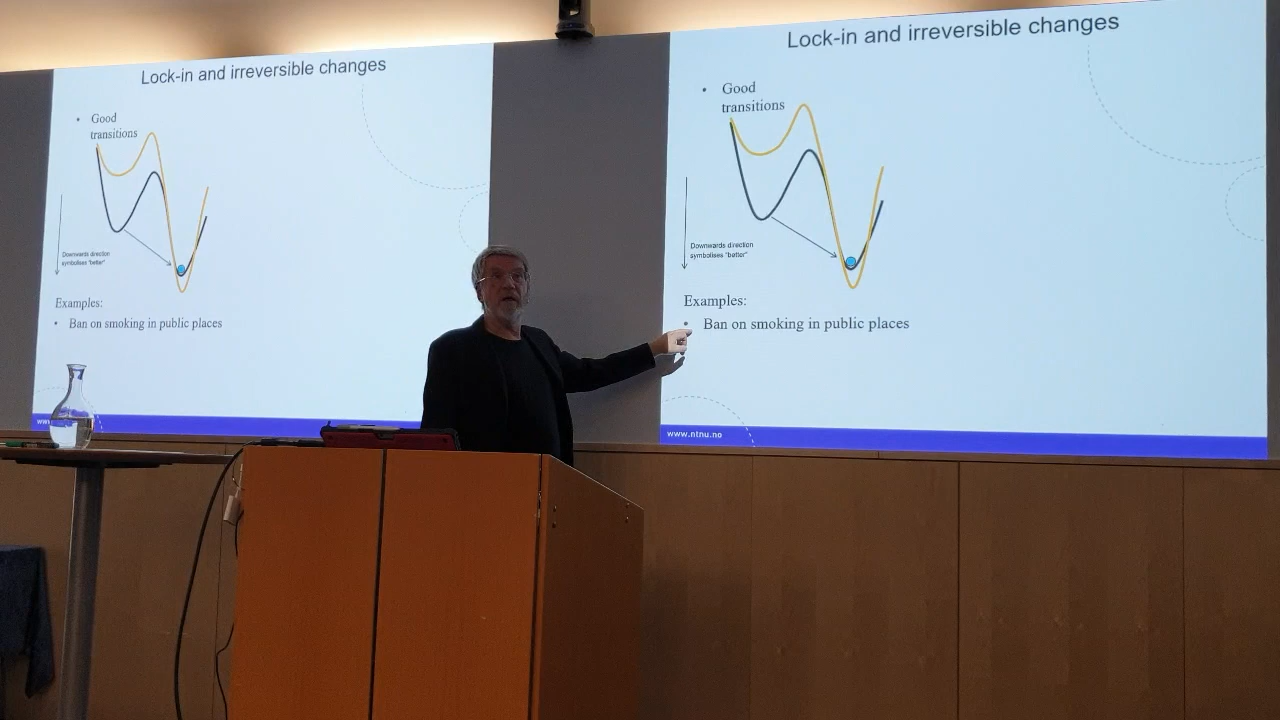 Lock-in and irreversible changes
• Good
transitions
Downwards direction
symbolises "better"
Examples:
• Ban on smoking in public places
ww
Lock-in and irreversible changes
• Good
transitions
Downwards direction
symbolises "better"
Examples:
• Ban on smoking in public places
www.ntnu.no